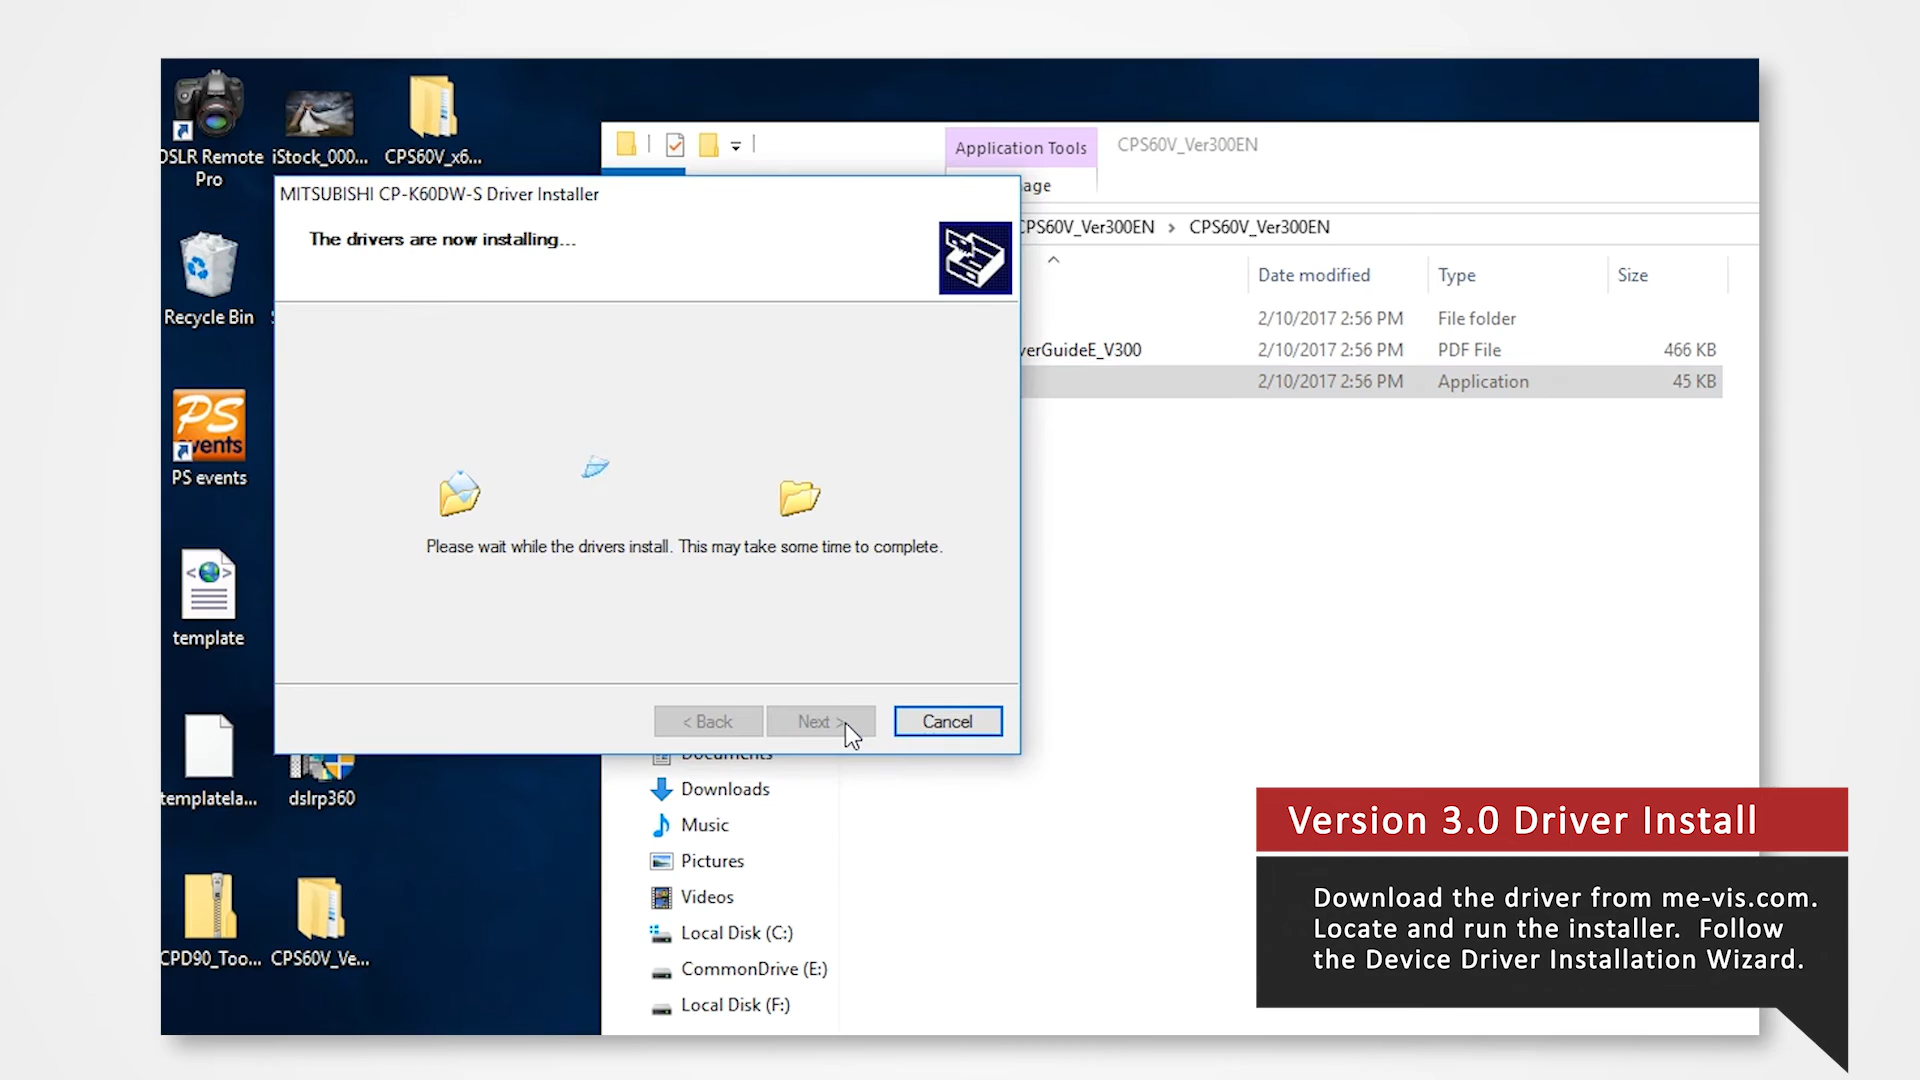 DSLR Remote
Pro
iStock_000...
CPS60V_x6...
Recycle Bin
PS
events
PS events
template
templatela...
dslrp360
CPD90_Too...
CPS60V_Ve...
Application Tools
CPS60V_Ver300EN
CPS60V_Ver300EN > CPS60V_Ver300EN
Date modified
Type
Size
2/10/2017 2:56 PM
File folder
verGuideE_V300
2/10/2017 2:56 PM
PDF File
466 KB
2/10/2017 2:56 PM
Application
45 KB
MITSUBISHI CP-K60DW-S Driver Installer
The drivers are now installing...
Please wait while the drivers install. This may take some time to complete.
< Back
Next >
Cancel
Documents
Downloads
Music
Pictures
Videos
Local Disk (C:)
CommonDrive (E:)
Local Disk (F:)
Version 3.0 Driver Install
Download the driver from me-vis.com.
Locate and run the installer. Follow
the Device Driver Installation Wizard.